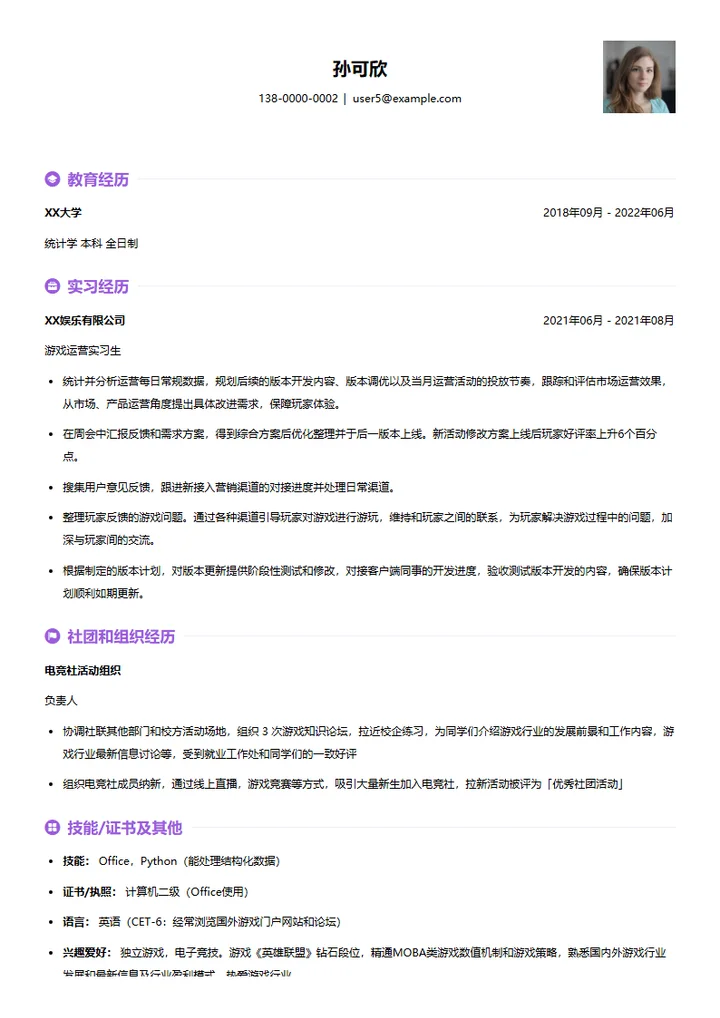 孙可欣
138-0000-0002 | user5@example.com
教育经历
XX大学 2018年09月 - 2022年06月
统计学 本科 全日制
实习经历
XX娱乐有限公司 2021年06月 - 2021年08月
游戏运营实习生
• 统计并分析运营每日常规数据，规划后续的版本开发内容、版本调优以及当月运营活动的投放节奏，跟踪和评估市场运营效果，
从市场、产品运营角度提出具体改进需求，保障玩家体验。
• 在周会中汇报反馈和需求方案，得到综合方案后优化整理并于后一版本上线。新活动修改方案上线后玩家好评率上升6个百分
点。
• 搜集用户意见反馈，跟进新接入营销渠道的对接进度并处理日常渠道。
• 整理玩家反馈的游戏问题。通过各种渠道引导玩家对游戏进行游玩，维持和玩家之间的联系，为玩家解决游戏过程中的问题，加
深与玩家间的交流。
• 根据制定的版本计划，对版本更新提供阶段性测试和修改，对接客户端同事的开发进度，验收测试版本开发的内容，确保版本计
划顺利如期更新。
社团和组织经历
电竞社活动组织
负责人
• 协调社联其他部门和校方活动场地，组织 3 次游戏知识论坛，拉近校企练习，为同学们介绍游戏行业的发展前景和工作内容，游
戏行业最新信息讨论等，受到就业工作处和同学们的一致好评
• 组织电竞社成员纳新，通过线上直播，游戏竞赛等方式，吸引大量新生加入电竞社，拉新活动被评为「优秀社团活动」
技能/证书及其他
• 技能： Office，Python（能处理结构化数据）
• 证书/执照： 计算机二级（Office使用）
• 语言： 英语（CET-6：经常浏览国外游戏门户网站和论坛）
• 兴趣爱好： 独立游戏，电子竞技。游戏《英雄联盟》钻石段位，精通MOBA类游戏数值机制和游戏策略，熟悉国内外游戏行业
发展和最新信息及行业盈利模式，热爱游戏行业